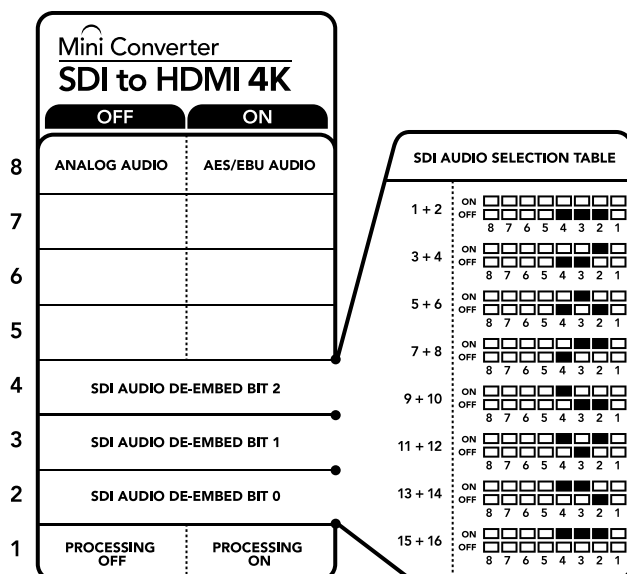 Mini Converter
SDI to HDMI 4K
OFF ON
8 ANALOG AUDIO AES/EBU AUDIO
7
6
5
4 SDI AUDIO DE-EMBED BIT 2
3 SDI AUDIO DE-EMBED BIT 1
2 SDI AUDIO DE-EMBED BIT 0
1 PROCESSING OFF PROCESSING ON
SDI AUDIO SELECTION TABLE
1 + 2 ON
OFF
8 7 6 5 4 3 2 1
3 + 4 ON
OFF
8 7 6 5 4 3 2 1
5 + 6 ON
OFF
8 7 6 5 4 3 2 1
7 + 8 ON
OFF
8 7 6 5 4 3 2 1
9 + 10 ON
OFF
8 7 6 5 4 3 2 1
11 + 12 ON
OFF
8 7 6 5 4 3 2 1
13 + 14 ON
OFF
8 7 6 5 4 3 2 1
15 + 16 ON
OFF
8 7 6 5 4 3 2 1